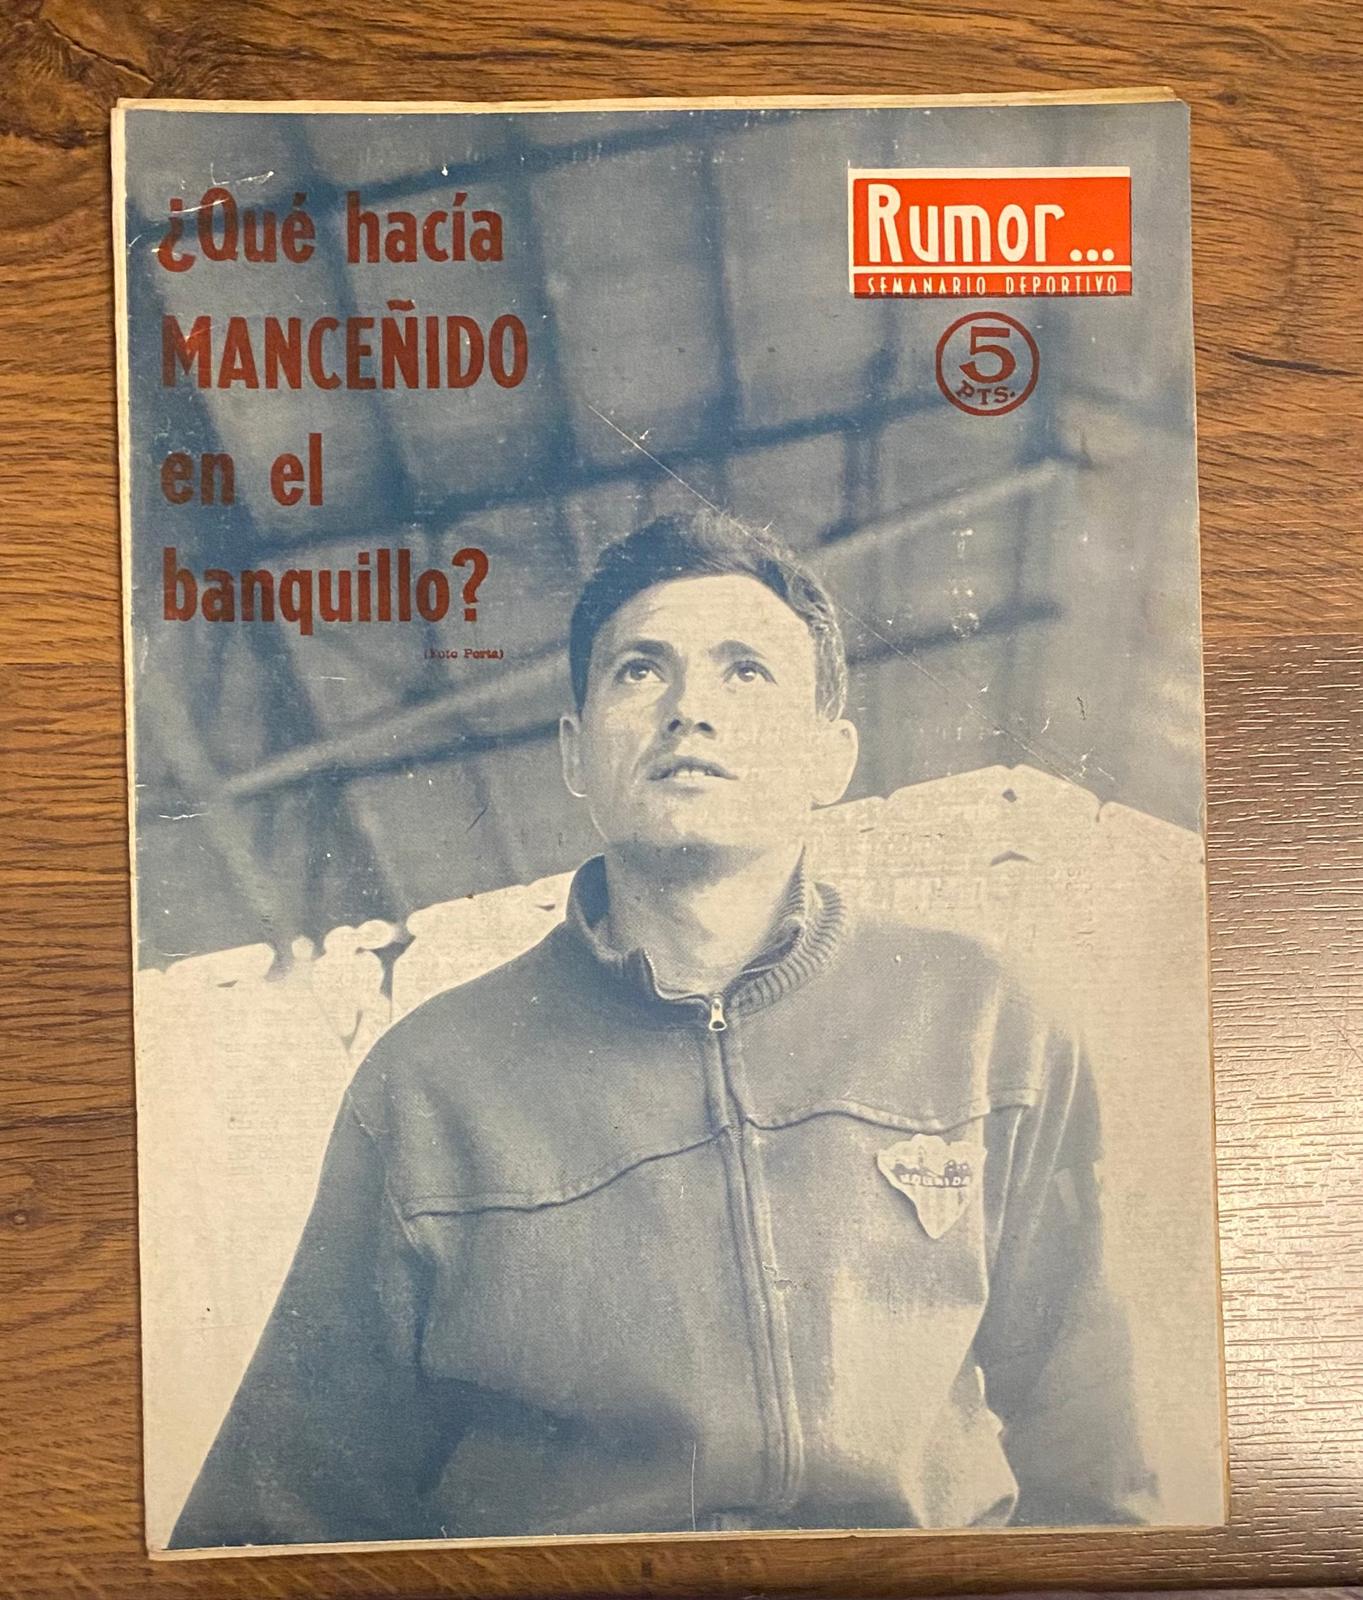 ¿Qué hacía
MANCEÑIDO
en el
banquillo?
(Foto Porta)
Rumor...
SEMANARIO DEPORTIVO
5
PTS.